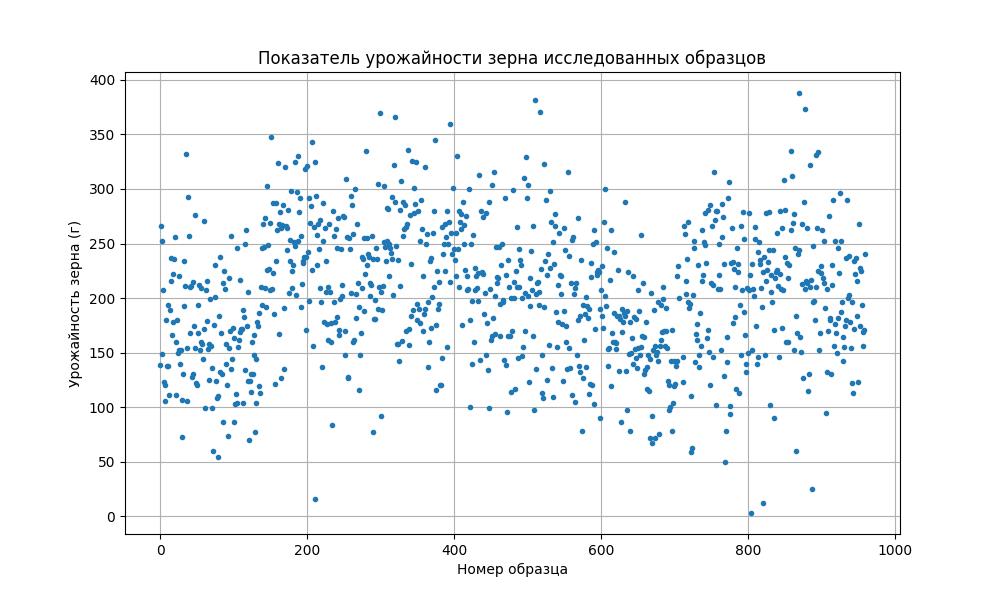 Показатель урожайности зерна исследованных образцов
400
350
300
250
200
150
100
50
0
Урожайность зерна (г)
0 200 400 600 800 1000
Номер образца